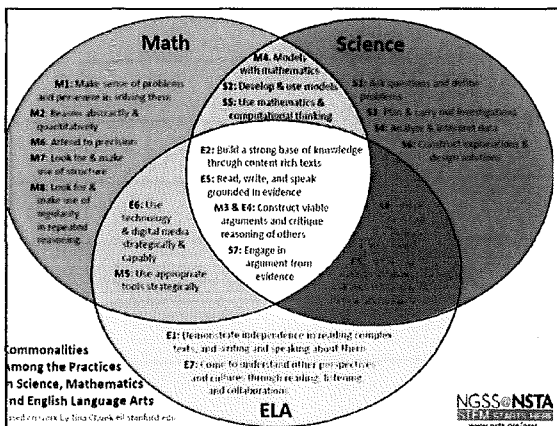 Math
Science
M1: Make sense of problems
and persevere in solving them
M2: Reason abstractly &
quantitatively
M6: Attend to precision
M7: Look for & make
use of structure
M8: Look for &
make use of
regularity
in repeated
reasoning
M4. Models
with mathematics
S2: Develop & use models
S5: Use mathematics &
computational thinking
S1: Ask questions and define
problems
S3: Plan & carry out investigations
S4: Analyze & interpret data
S6: Construct explanations &
design solutions
E2: Build a strong base of knowledge
through content rich texts
E5: Read, write, and speak
grounded in evidence
M3 & E4: Construct viable
arguments and critique
reasoning of others
S7: Engage in
argument from
evidence
E6: Use
technology
& digital media
strategically &
capably
M5: Use appropriate
tools strategically
E1: Demonstrate independence in reading complex
texts, and writing and speaking about them
E7: Come to understand other perspectives
and cultures through reading, listening
and collaborations
ELA
Commonalities
Among the Practices
n Science, Mathematics
nd English Language Arts
NGSS@NSTA
STEM STARTS HERE